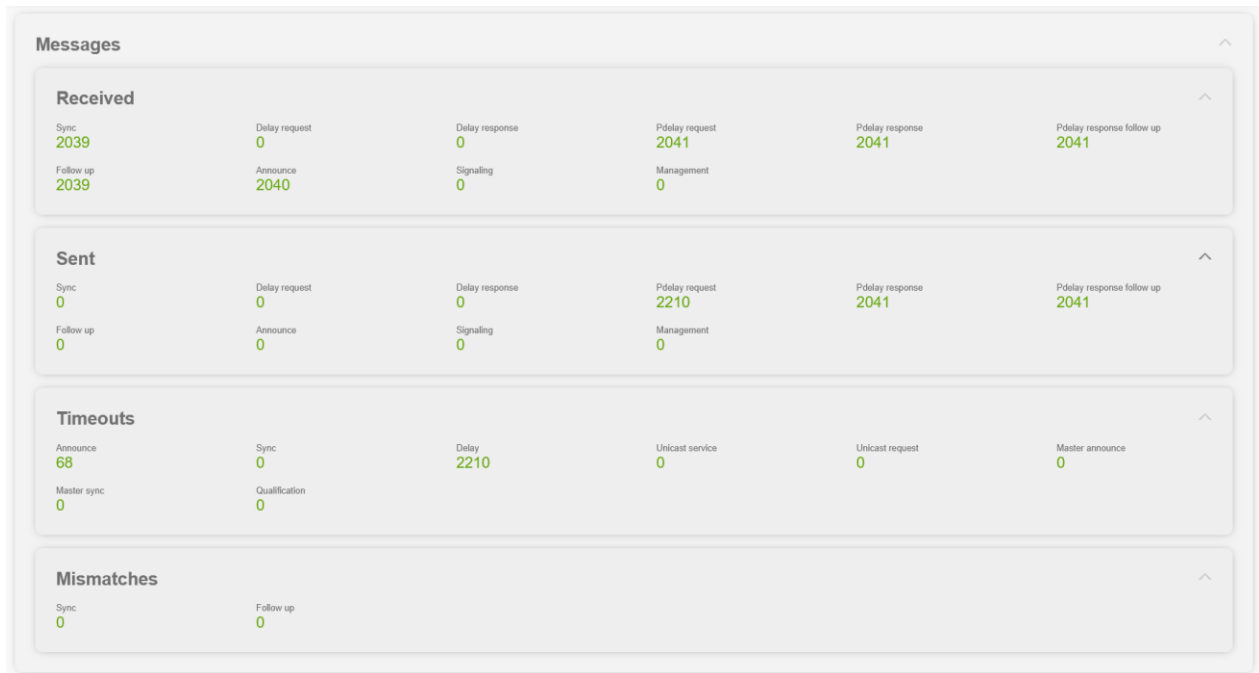 Messages
Received
Sync Delay request Delay response Pdelay request Pdelay response Pdelay response follow up
2039 0 0 2041 2041 2041
Follow up Announce Signaling Management
2039 2040 0 0
Sent
Sync Delay request Delay response Pdelay request Pdelay response Pdelay response follow up
0 0 0 2210 2041 2041
Follow up Announce Signaling Management
0 0 0 0
Timeouts
Announce Sync Delay Unicast service Unicast request Master announce
68 0 2210 0 0 0
Master sync Qualification
0 0
Mismatches
Sync Follow up
0 0